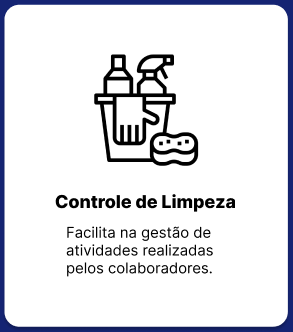 Controle de Limpeza
Facilita na gestão de
atividades realizadas
pelos colaboradores.